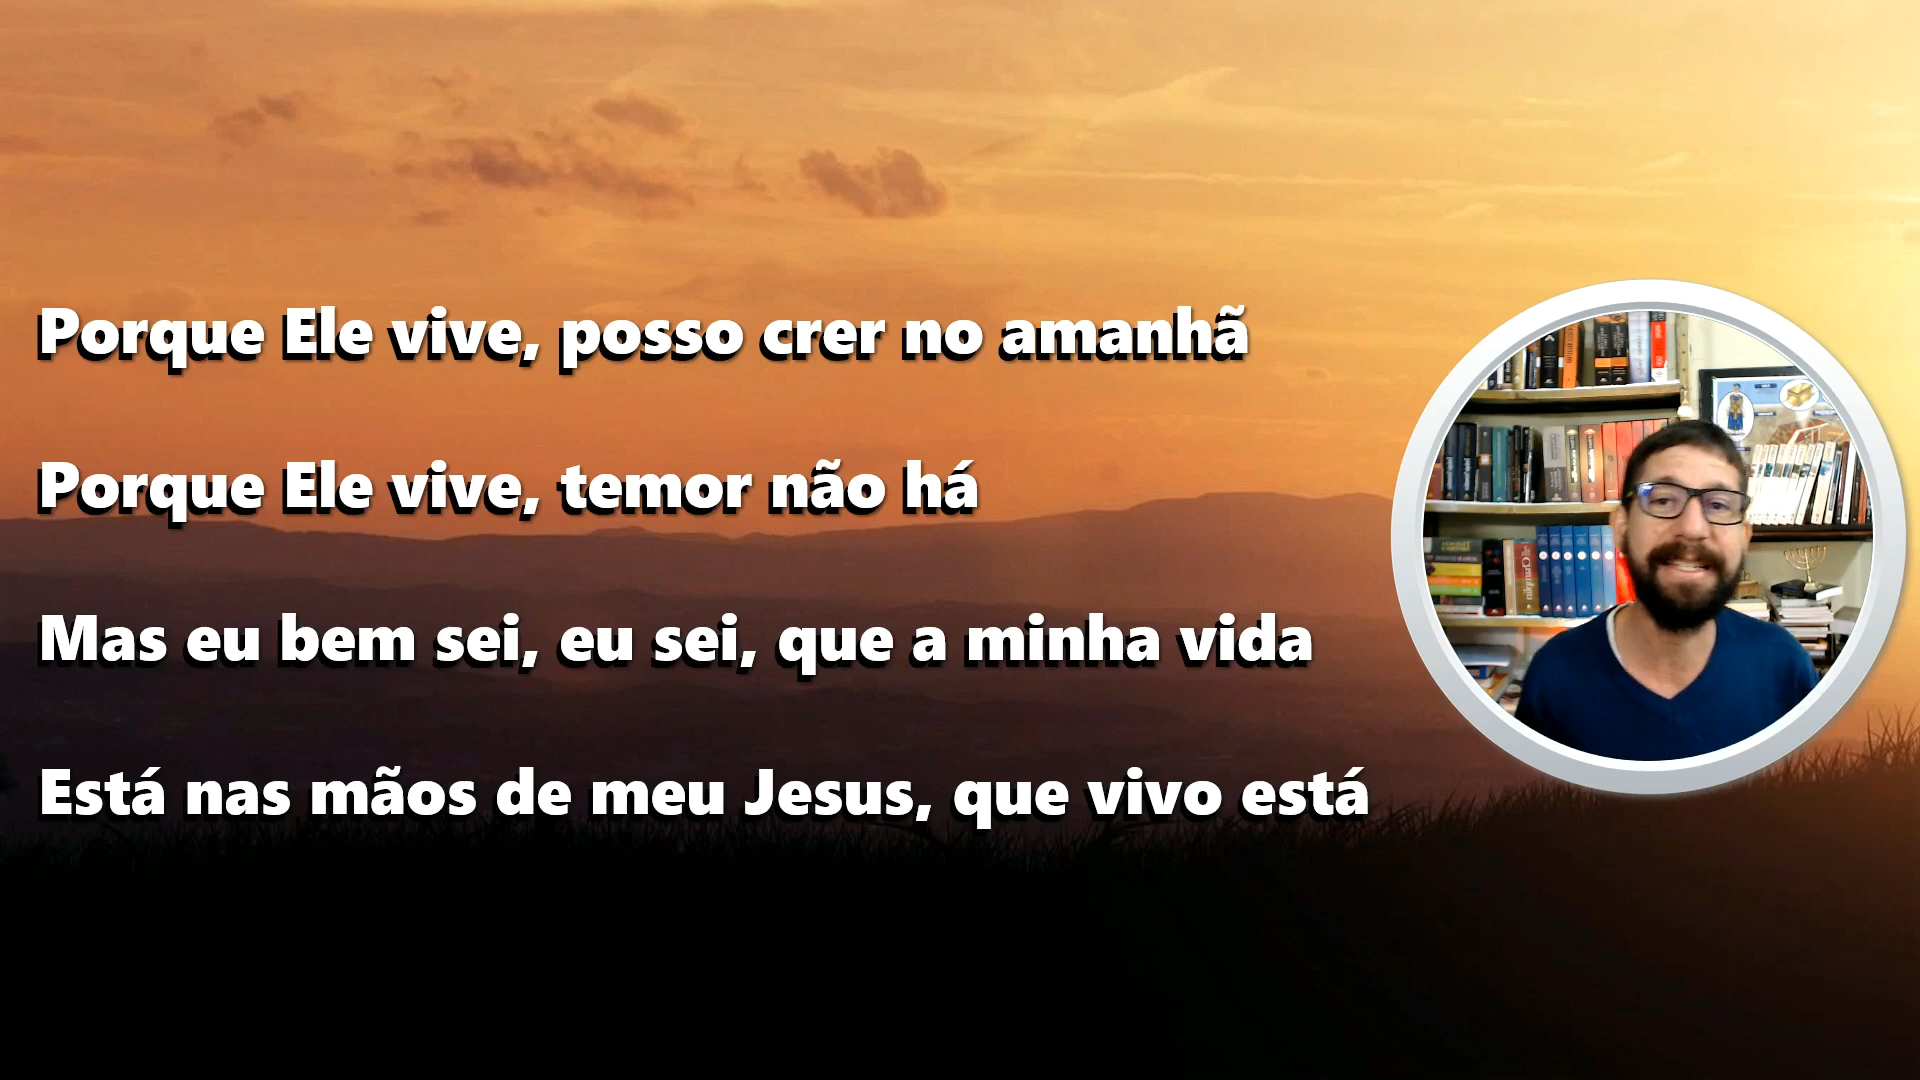 Porque Ele vive, posso crer no amanhã
Porque Ele vive, temor não há
Mas eu bem sei, eu sei, que a minha vida
Está nas mãos de meu Jesus, que vivo está